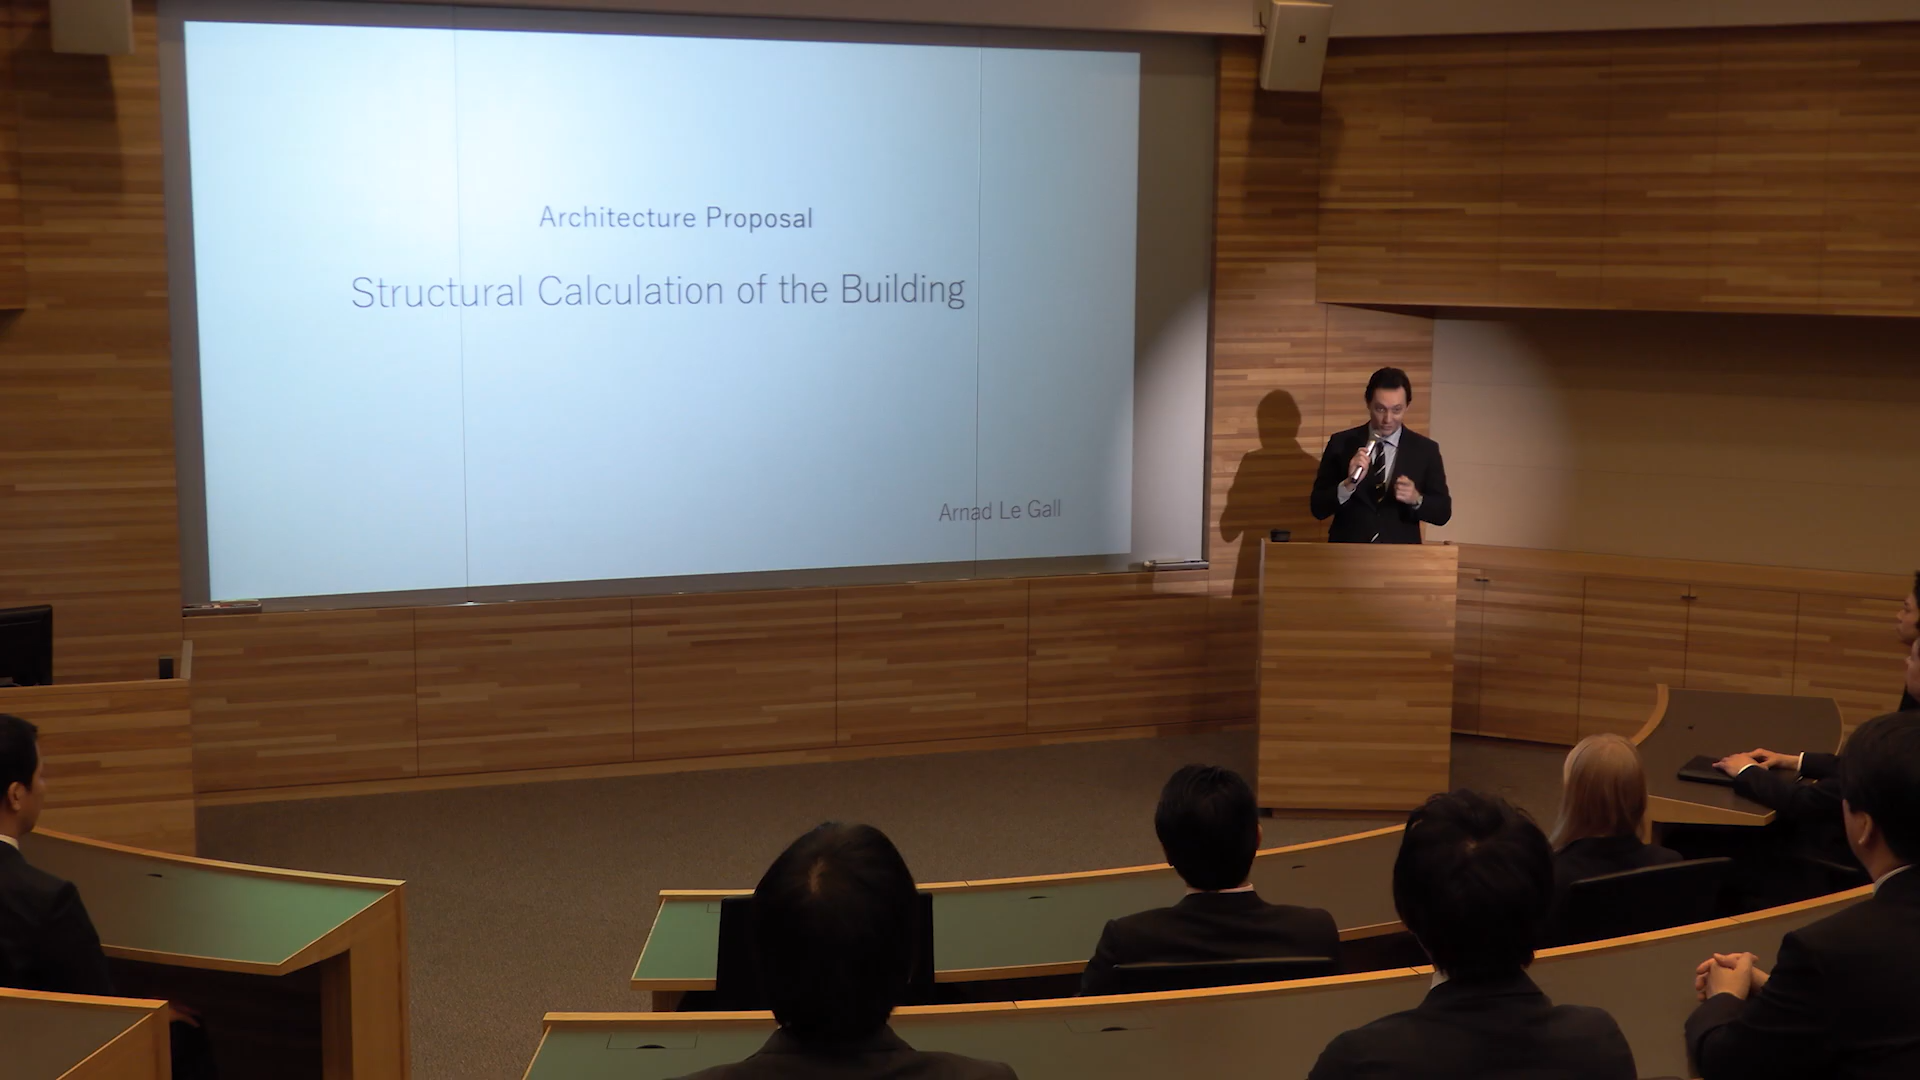 Architecture Proposal
Structural Calculation of the Building
Arnad Le Gall